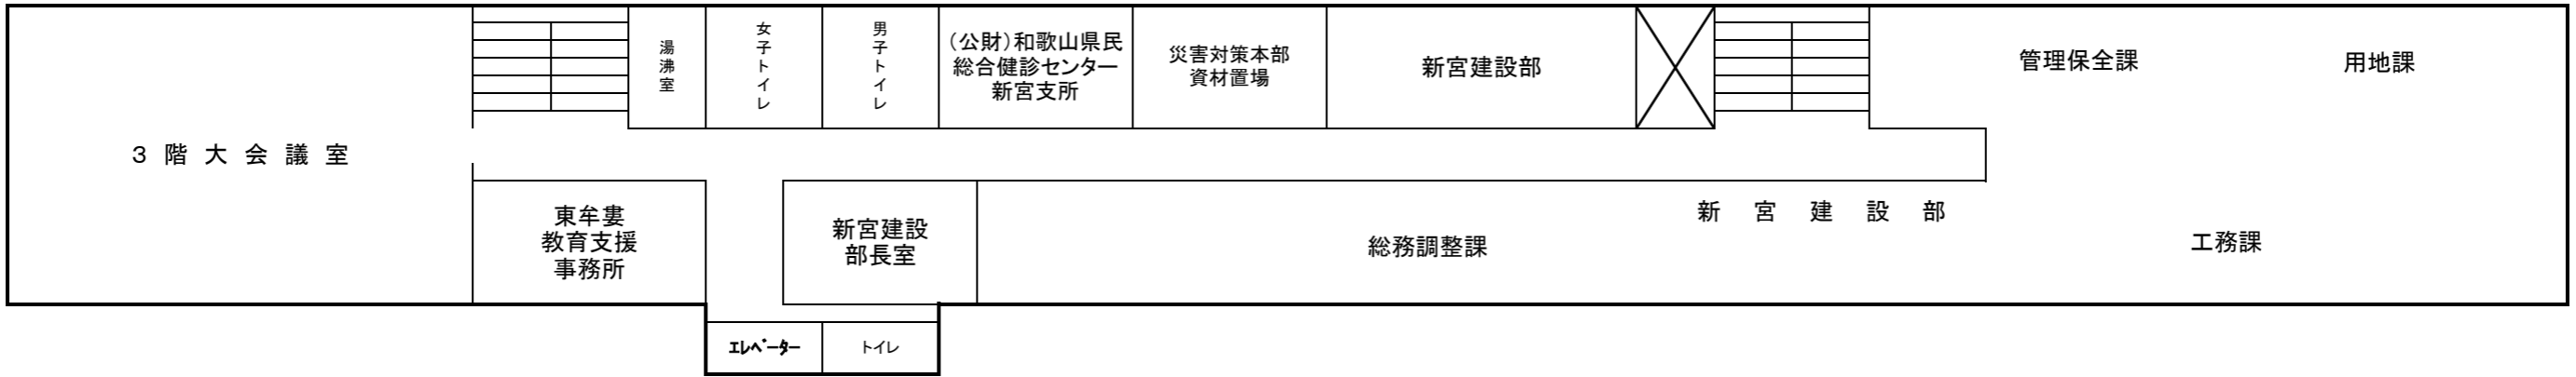 湯沸室
女子トイレ
男子トイレ
（公財）和歌山県民
総合健診センター
新宮支所
災害対策本部
資材置場
新宮建設部
管理保全課
用地課
３階大会議室
東牟婁
教育支援
事務所
新宮建設
部長室
総務調整課
新宮建設部
工務課
ｴﾚﾍﾞｰﾀｰ
トイレ